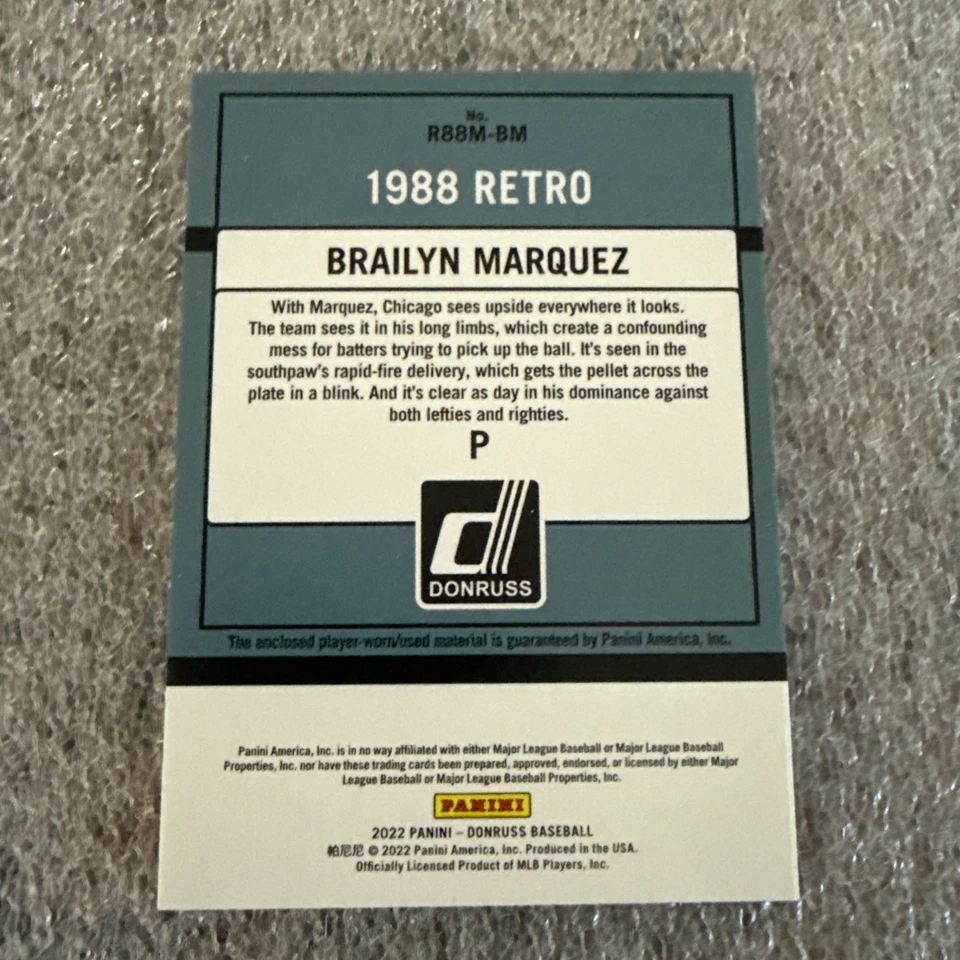 No.
R88M-BM
1988 RETRO
BRAILYN MARQUEZ
With Marquez, Chicago sees upside everywhere it looks.
The team sees it in his long limbs, which create a confounding
mess for batters trying to pick up the ball. It's seen in the
southpaw's rapid-fire delivery, which gets the pellet across the
plate in a blink. And it's clear as day in his dominance against
both lefties and righties.
P
d
DONRUSS
The enclosed player-worn/used material is guaranteed by Panini America, Inc.
Panini America, Inc. is in no way affiliated with either Major League Baseball or Major League Baseball
Properties, Inc. nor have these trading cards been prepared, approved, endorsed, or licensed by either Major
League Baseball or Major League Baseball Properties, Inc.
PANINI
2022 PANINI – DONRUSS BASEBALL
帕尼尼 © 2022 Panini America, Inc. Produced in the USA.
Officially Licensed Product of MLB Players, Inc.